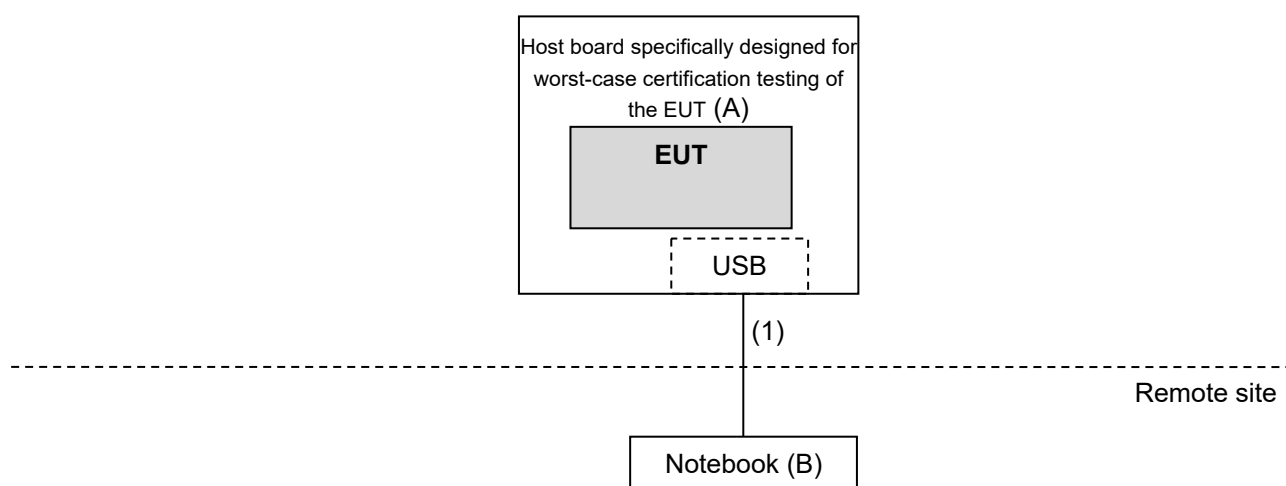 Host board specifically designed for
worst-case certification testing of
the EUT (A)
EUT
USB
(1)
Remote site
Notebook (B)